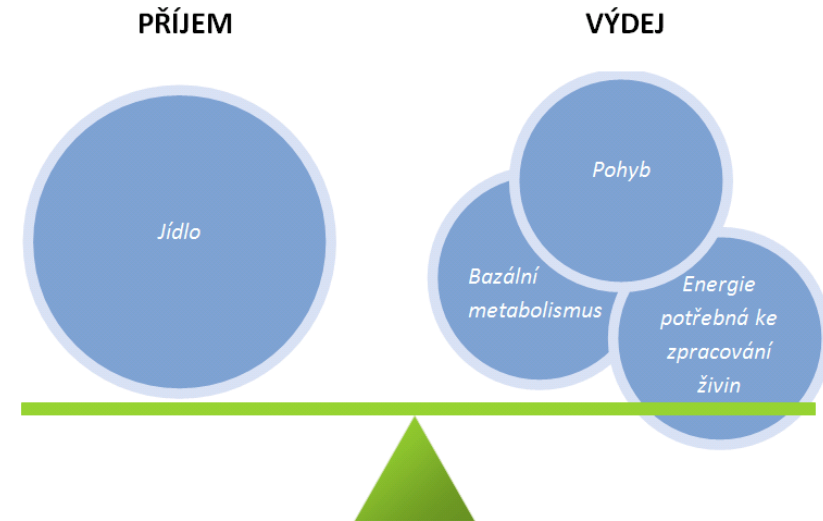 PŘÍJEM
VÝDEJ
Jídlo
Pohyb
Bazální
metabolismus
Energie
potřebná ke
zpracování
živin